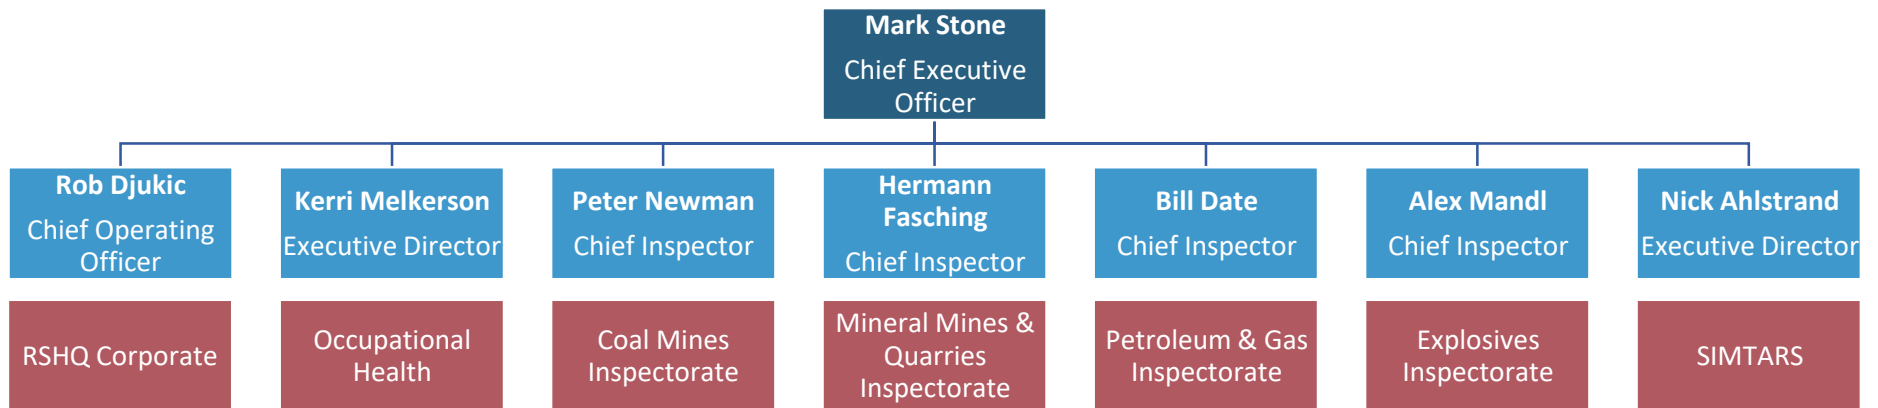 Mark Stone
Chief Executive
Officer
Rob Djukic
Chief Operating
Officer
Kerri Melkerson
Executive Director
Peter Newman
Chief Inspector
Hermann
Fasching
Chief Inspector
Bill Date
Chief Inspector
Alex Mandl
Chief Inspector
Nick Ahlstrand
Executive Director
RSHQ Corporate
Occupational
Health
Coal Mines
Inspectorate
Mineral Mines &
Quarries
Inspectorate
Petroleum & Gas
Inspectorate
Explosives
Inspectorate
SIMTARS